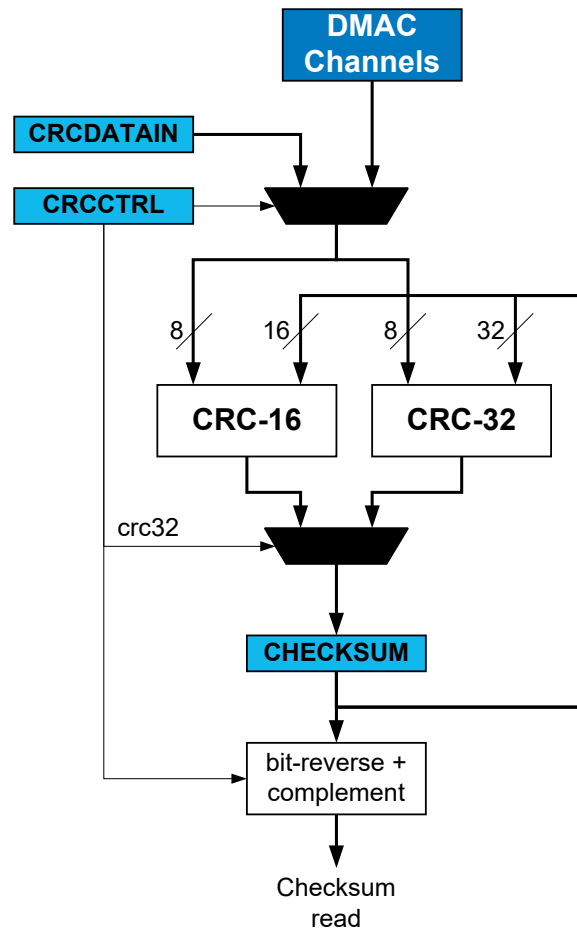 DMAC
Channels
CRCDATAIN
CRCCTRL
8
16
8
32
CRC-16
CRC-32
crc32
CHECKSUM
bit-reverse +
complement
Checksum
read